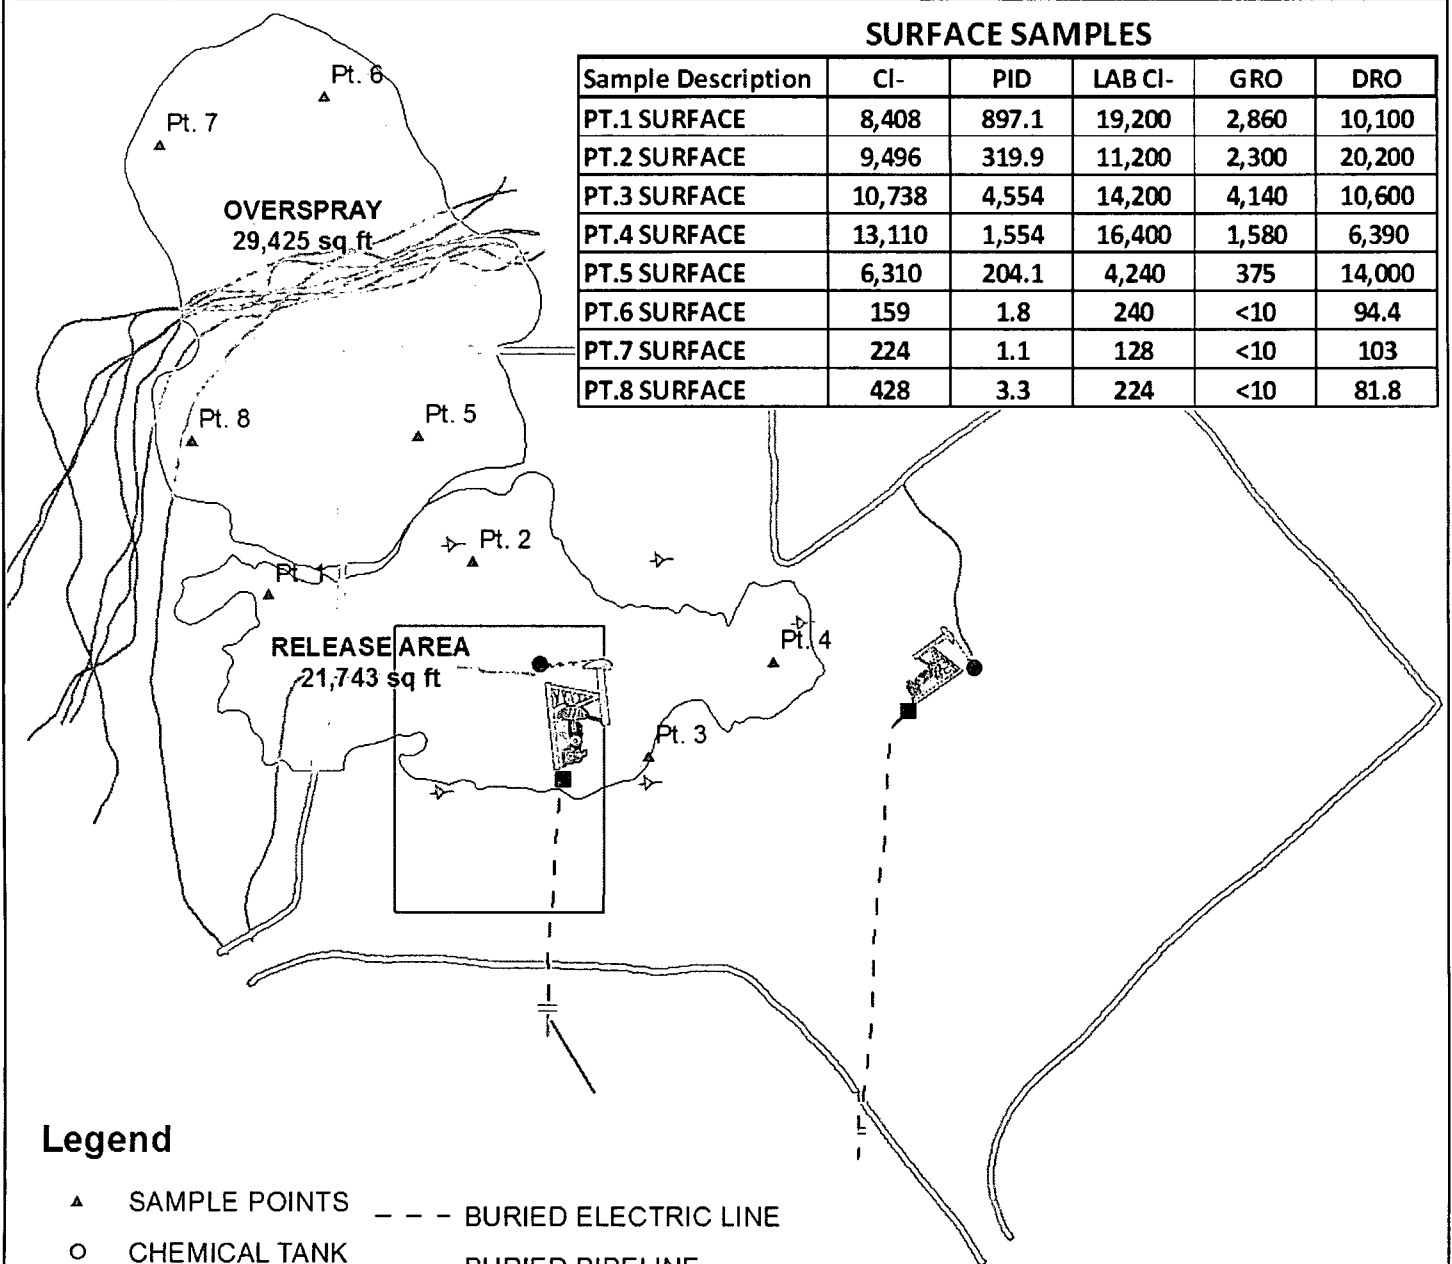 SURFACE SAMPLES
Sample Description Cl- PID LAB Cl- GRO DRO
PT.1 SURFACE 8,408 897.1 19,200 2,860 10,100
PT.2 SURFACE 9,496 319.9 11,200 2,300 20,200
PT.3 SURFACE 10,738 4,554 14,200 4,140 10,600
PT.4 SURFACE 13,110 1,554 16,400 1,580 6,390
PT.5 SURFACE 6,310 204.1 4,240 375 14,000
PT.6 SURFACE 159 1.8 240 <10 94.4
PT.7 SURFACE 224 1.1 128 <10 103
PT.8 SURFACE 428 3.3 224 <10 81.8
Pt. 6
Pt. 7
OVERSPRAY
29,425 sq ft
Pt. 8
Pt. 5
Pt. 2
Pt. 1
RELEASE AREA
21,743 sq ft
Pt. 4
Pt. 3
Legend
SAMPLE POINTS
BURIED ELECTRIC LINE
CHEMICAL TANK
BURIED PIPELINE